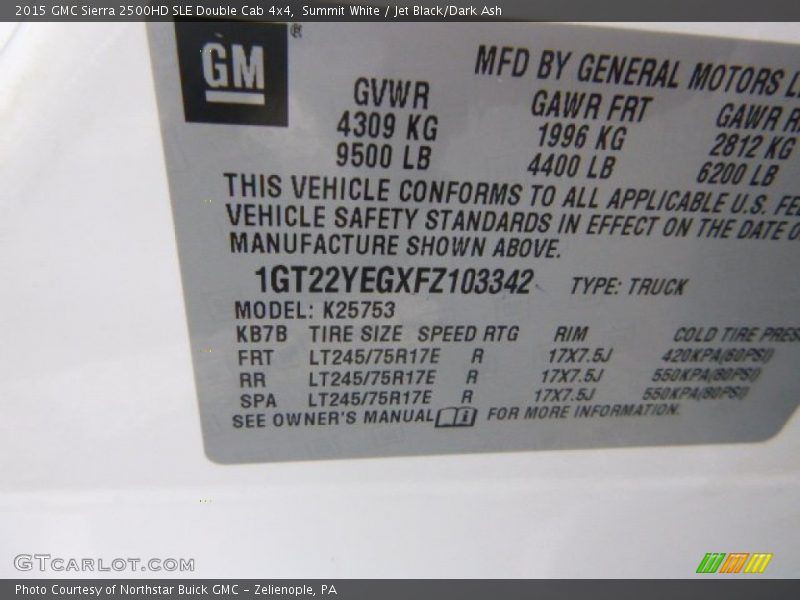 2015 GMC Sierra 2500HD SLE Double Cab 4x4, Summit White / Jet Black/Dark Ash
GM ®
MFD BY GENERAL MOTORS
GVWR GAWR FRT GAWR
4309 KG 1996 KG 2812 KG
9500 LB 4400 LB 6200 LB
THIS VEHICLE CONFORMS TO ALL APPLICABLE U.S.
VEHICLE SAFETY STANDARDS IN EFFECT ON THE DATE
MANUFACTURE SHOWN ABOVE.
1GT22YEGXFZ103342 TYPE: TRUCK
MODEL: K25753
KB7B TIRE SIZE SPEED RTG RIM COLD TIRE PRES
FRT LT245/75R17E R 17X7.5J 420KPA(60PSI)
RR LT245/75R17E R 17X7.5J 550KPA(80PSI)
SPA LT245/75R17E R 17X7.5J 550KPA(80PSI)
SEE OWNER'S MANUAL i FOR MORE INFORMATION.
GTCARLOT.COM
Photo Courtesy of Northstar Buick GMC - Zelienople, PA